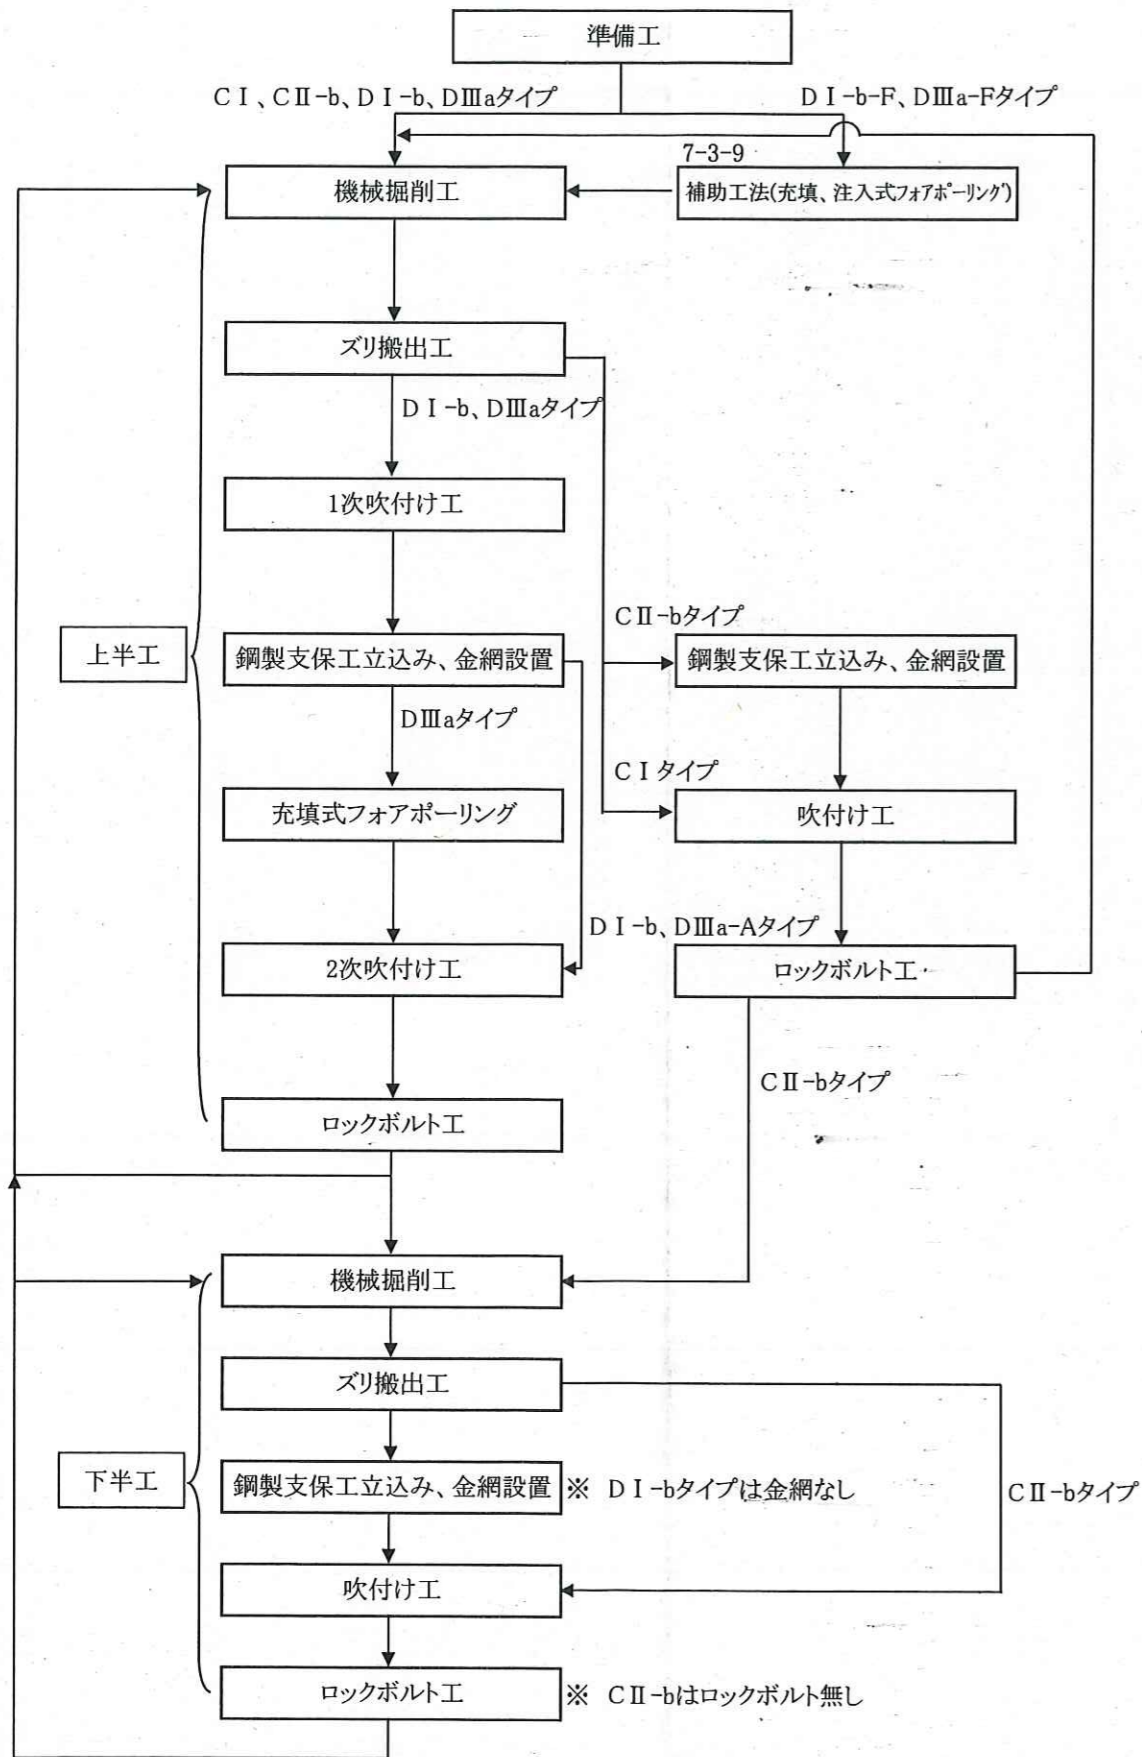 準備工
CⅠ、CⅡ-b、DⅠ-b、DⅢaタイプ
DⅠ-b-F、DⅢa-Fタイプ
7-3-9
機械掘削工
補助工法(充填、注入式フォアポーリング)
ズリ搬出工
DⅠ-b、DⅢaタイプ
1次吹付け工
CⅡ-bタイプ
上半工
鋼製支保工立込み、金網設置
鋼製支保工立込み、金網設置
DⅢaタイプ
CⅠタイプ
充填式フォアポーリング
吹付け工
DⅠ-b、DⅢa-Aタイプ
2次吹付け工
ロックボルト工
CⅡ-bタイプ
ロックボルト工
機械掘削工
ズリ搬出工
下半工
鋼製支保工立込み、金網設置※ DⅠ-bタイプは金網なし
CⅡ-bタイプ
吹付け工
ロックボルト工※ CⅡ-bはロックボルト無し